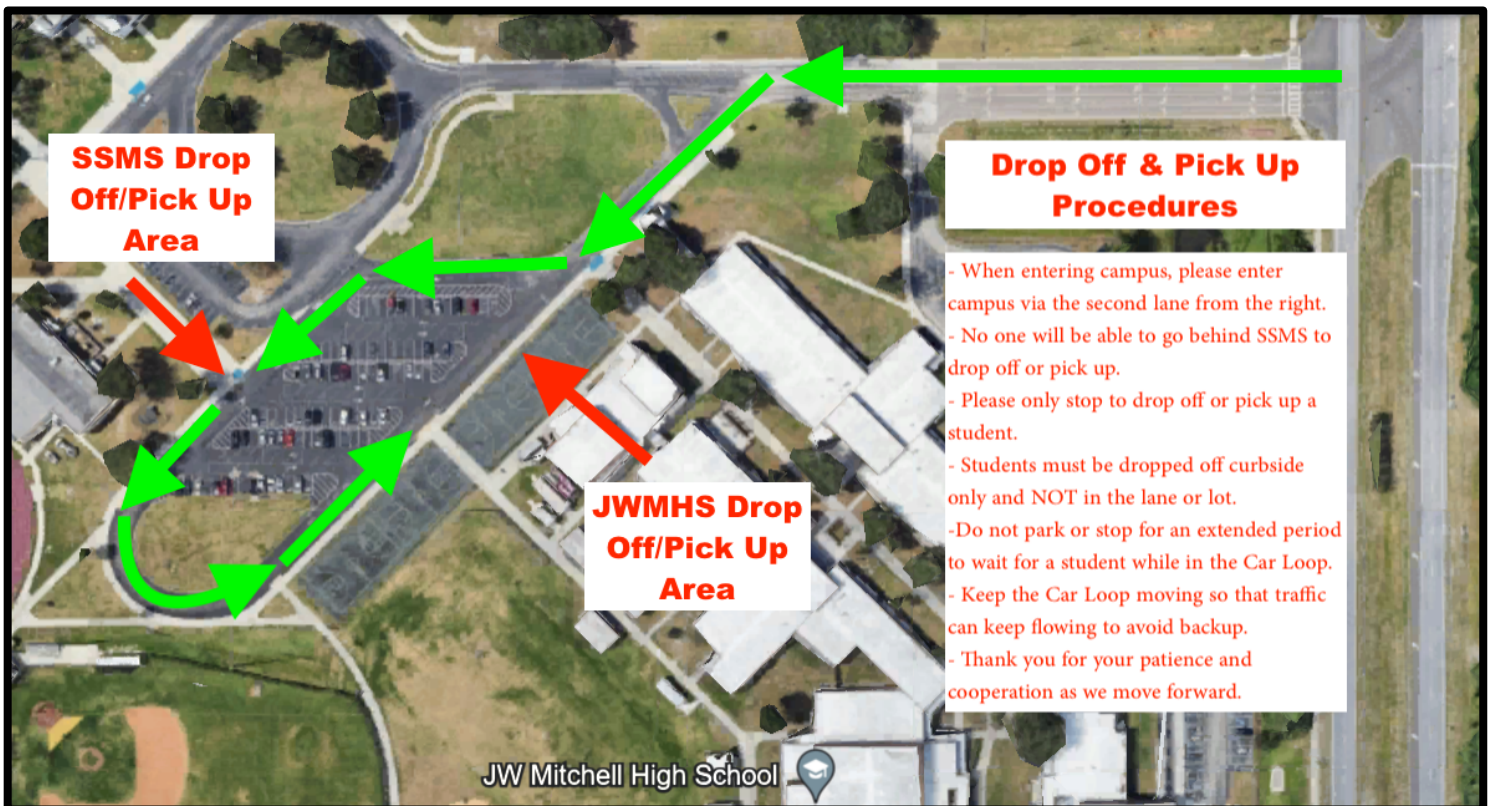 SSMS Drop
Off/Pick Up
Area
Drop Off & Pick Up
Procedures
- When entering campus, please enter
campus via the second lane from the right.
- No one will be able to go behind SSMS to
drop off or pick up.
- Please only stop to drop off or pick up a
student.
- Students must be dropped off curbside
only and NOT in the lane or lot.
-Do not park or stop for an extended period
to wait for a student while in the Car Loop.
- Keep the Car Loop moving so that traffic
can keep flowing to avoid backup.
- Thank you for your patience and
cooperation as we move forward.
JWMHS Drop
Off/Pick Up
Area
JW Mitchell High School